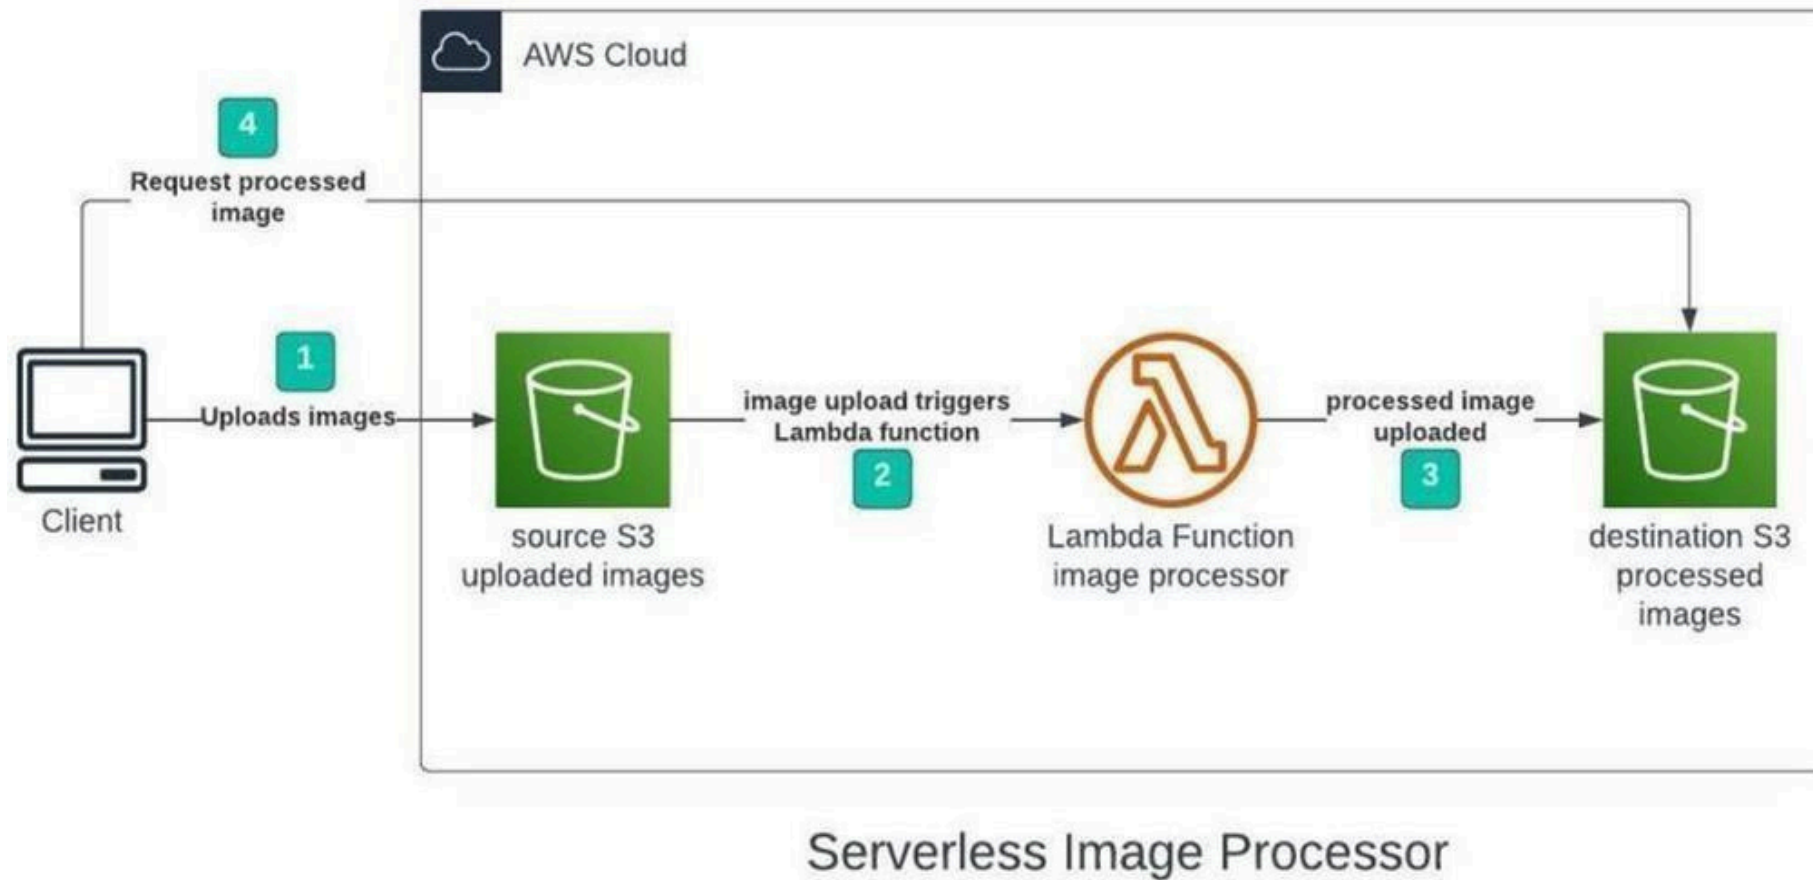 AWS Cloud
4
Request processed
image
1
Uploads images
image upload triggers
Lambda function
2
processed image
uploaded
3
Client
source S3
uploaded images
Lambda Function
image processor
destination S3
processed
images
Serverless Image Processor